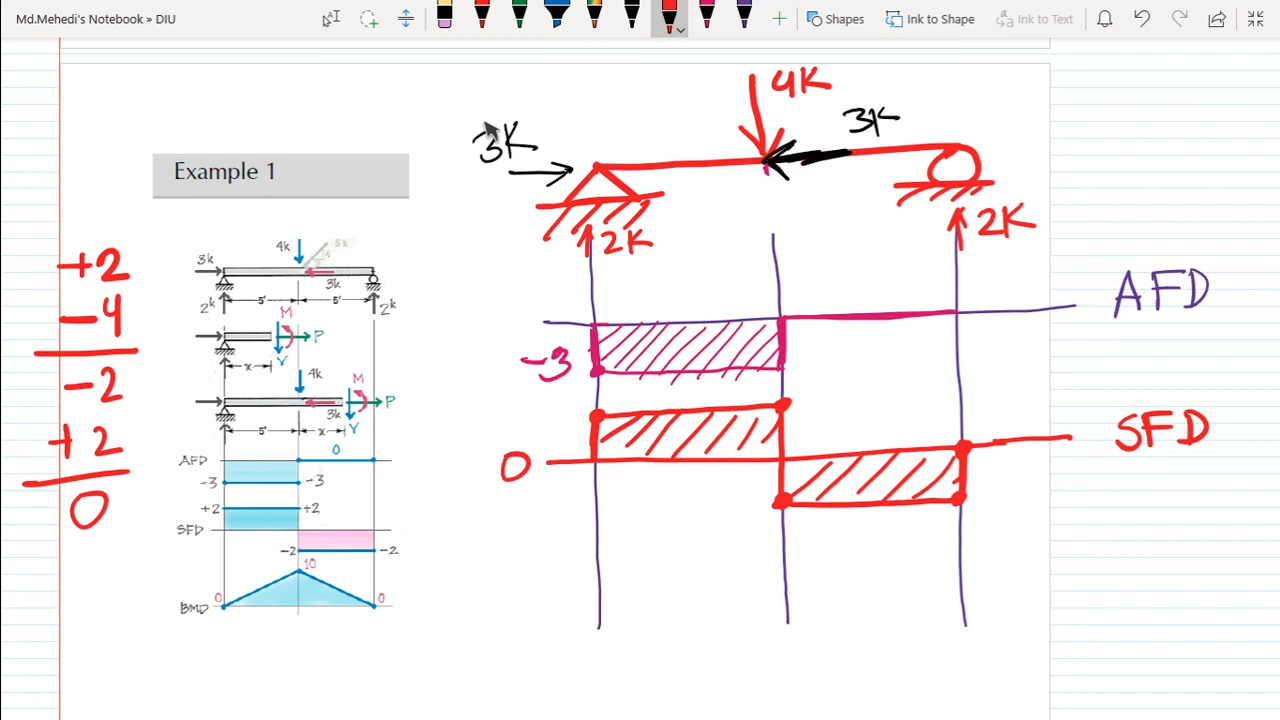 Md.Mehedi's Notebook » DIU
Shapes
Ink to Shape
Ink to Text
4K
3K
3K
2K
2K
Example 1
+2
-4
-2
+2
0
4k
5k
3k
3k
2k
5'
5'
2k
M
P
V
x
4k
M
P
3k
V
5'
x
AFD
0
-3
-3
+2
+2
SFD
-2
-2
10
0
0
BMD
AFD
-3
SFD
0